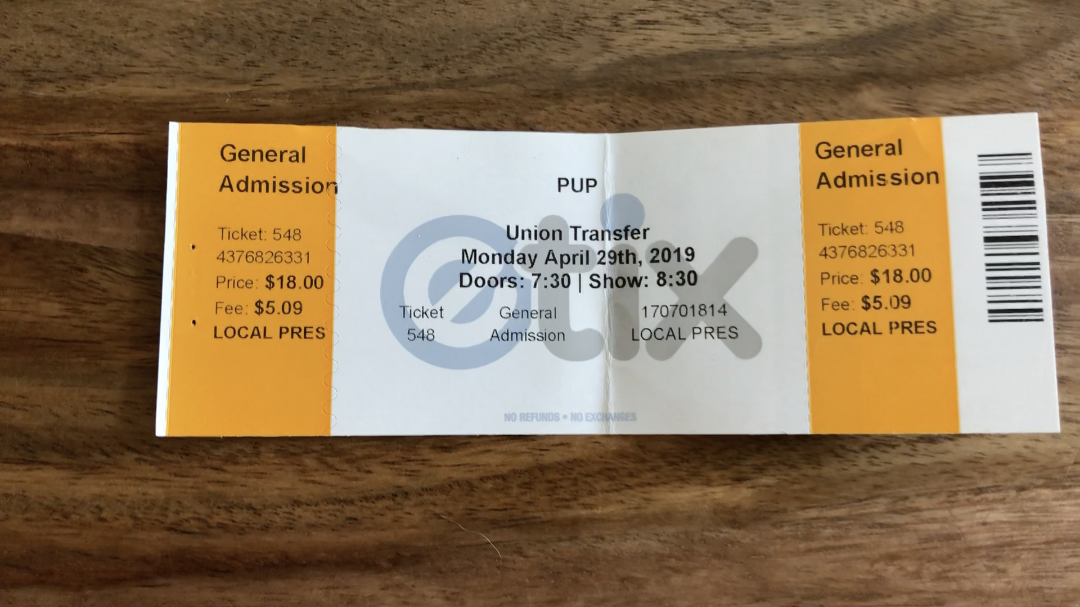 General
Admission
Ticket: 548
4376826331
Price: $18.00
Fee: $5.09
LOCAL PRES
PUP
etix
Union Transfer
Monday April 29th, 2019
Doors: 7:30 | Show: 8:30
Ticket General 170701814
548 Admission LOCAL PRES
NO REFUNDS • NO EXCHANGES
General
Admission
Ticket: 548
4376826331
Price: $18.00
Fee: $5.09
LOCAL PRES